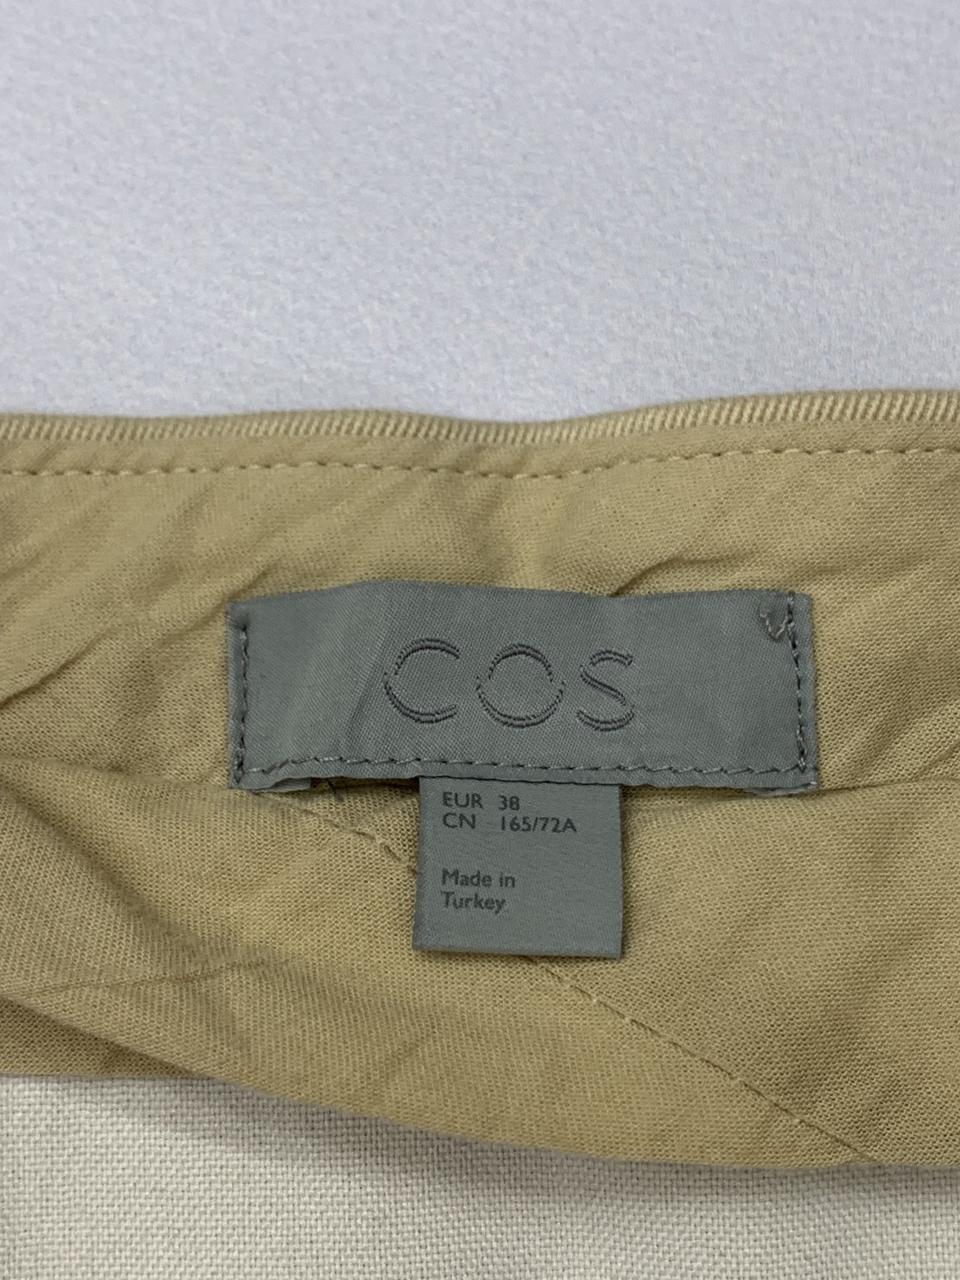 COS
EUR 38
CN 165/72A
Made in
Turkey